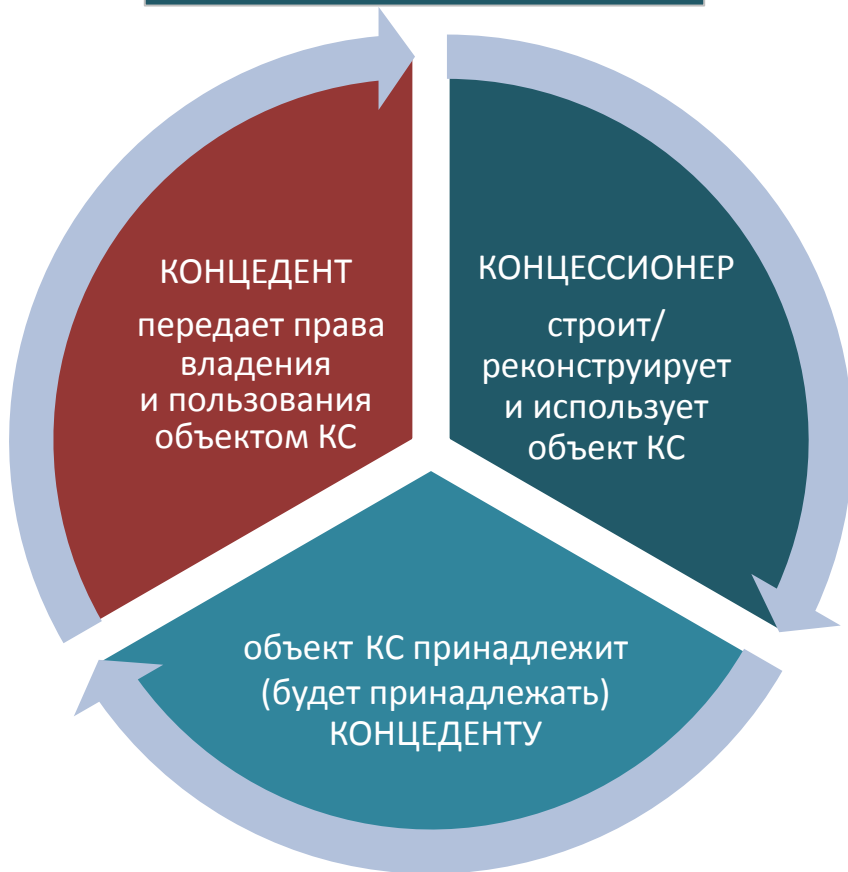 КОНЦЕДЕНТ
передает права
владения
и пользования
объектом КС
КОНЦЕССИОНЕР
строит/
реконструирует
и использует
объект КС
объект КС принадлежит
(будет принадлежать)
КОНЦЕДЕНТУ